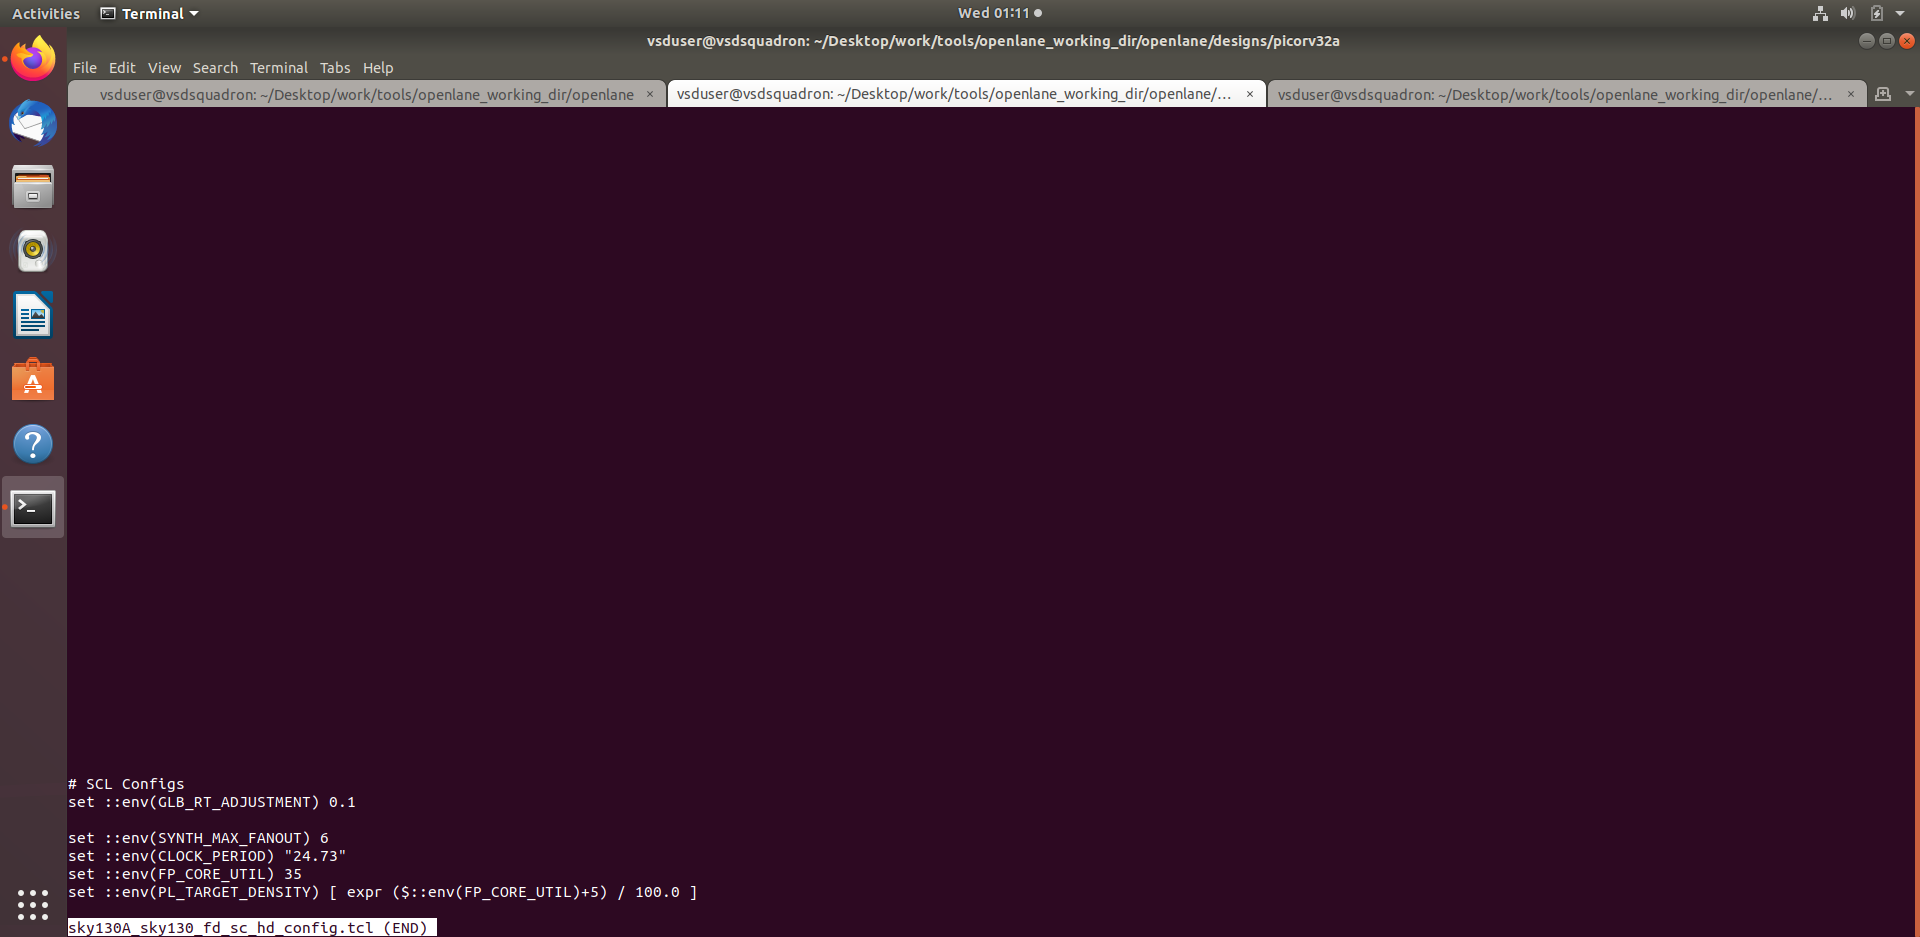 Activities Terminal Wed 01:11
vsduser@vsdsquadron: ~/Desktop/work/tools/openlane_working_dir/openlane/designs/picorv32a
File Edit View Search Terminal Tabs Help
vsduser@vsdsquadron: ~/Desktop/work/tools/openlane_working_dir/openlane × vsduser@vsdsquadron: ~/Desktop/work/tools/openlane_working_dir/openlane/... × vsduser@vsdsquadron: ~/Desktop/work/tools/openlane_working_dir/openlane/... ×
# SCL Configs
set ::env(GLB_RT_ADJUSTMENT) 0.1
set ::env(SYNTH_MAX_FANOUT) 6
set ::env(CLOCK_PERIOD) "24.73"
set ::env(FP_CORE_UTIL) 35
set ::env(PL_TARGET_DENSITY) [ expr ($::env(FP_CORE_UTIL)+5) / 100.0 ]
sky130A_sky130_fd_sc_hd_config.tcl (END)